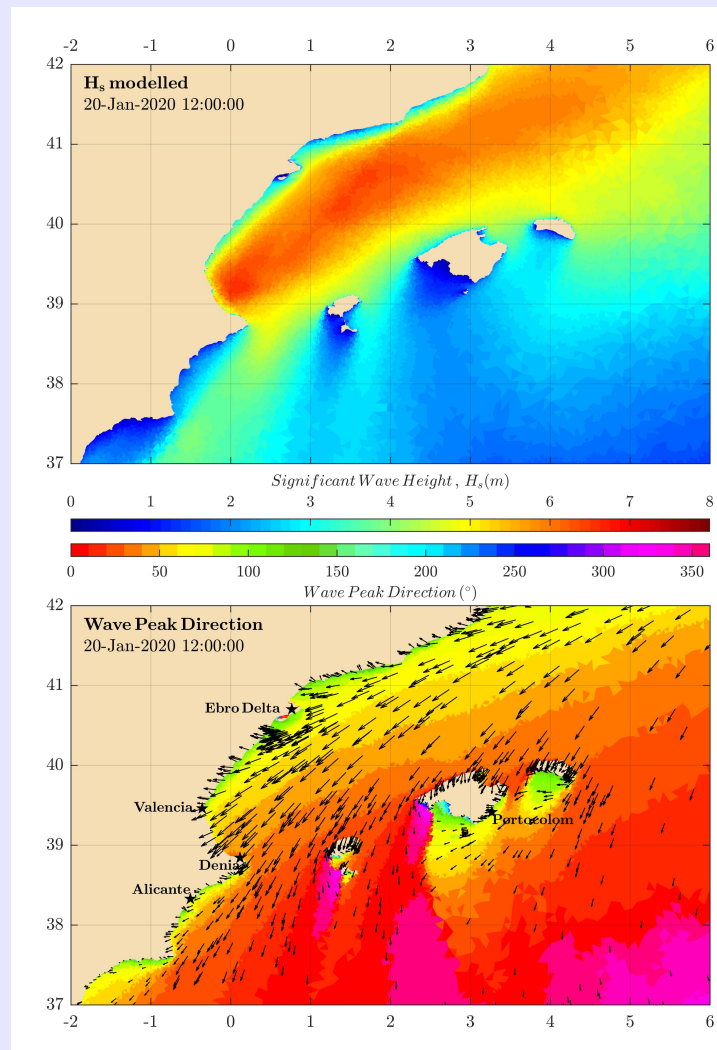 -2 -1 0 1 2 3 4 5 6
42
H_s modelled
20-Jan-2020 12:00:00
41
40
39
38
37
Significant Wave Height , H_s(m)
0 1 2 3 4 5 6 7 8
0 50 100 150 200 250 300 350
Wave Peak Direction (°)
42
Wave Peak Direction
20-Jan-2020 12:00:00
41
Ebro Delta
40
Valencia
Portocolom
39
Denia
Alicante
38
37
-2 -1 0 1 2 3 4 5 6